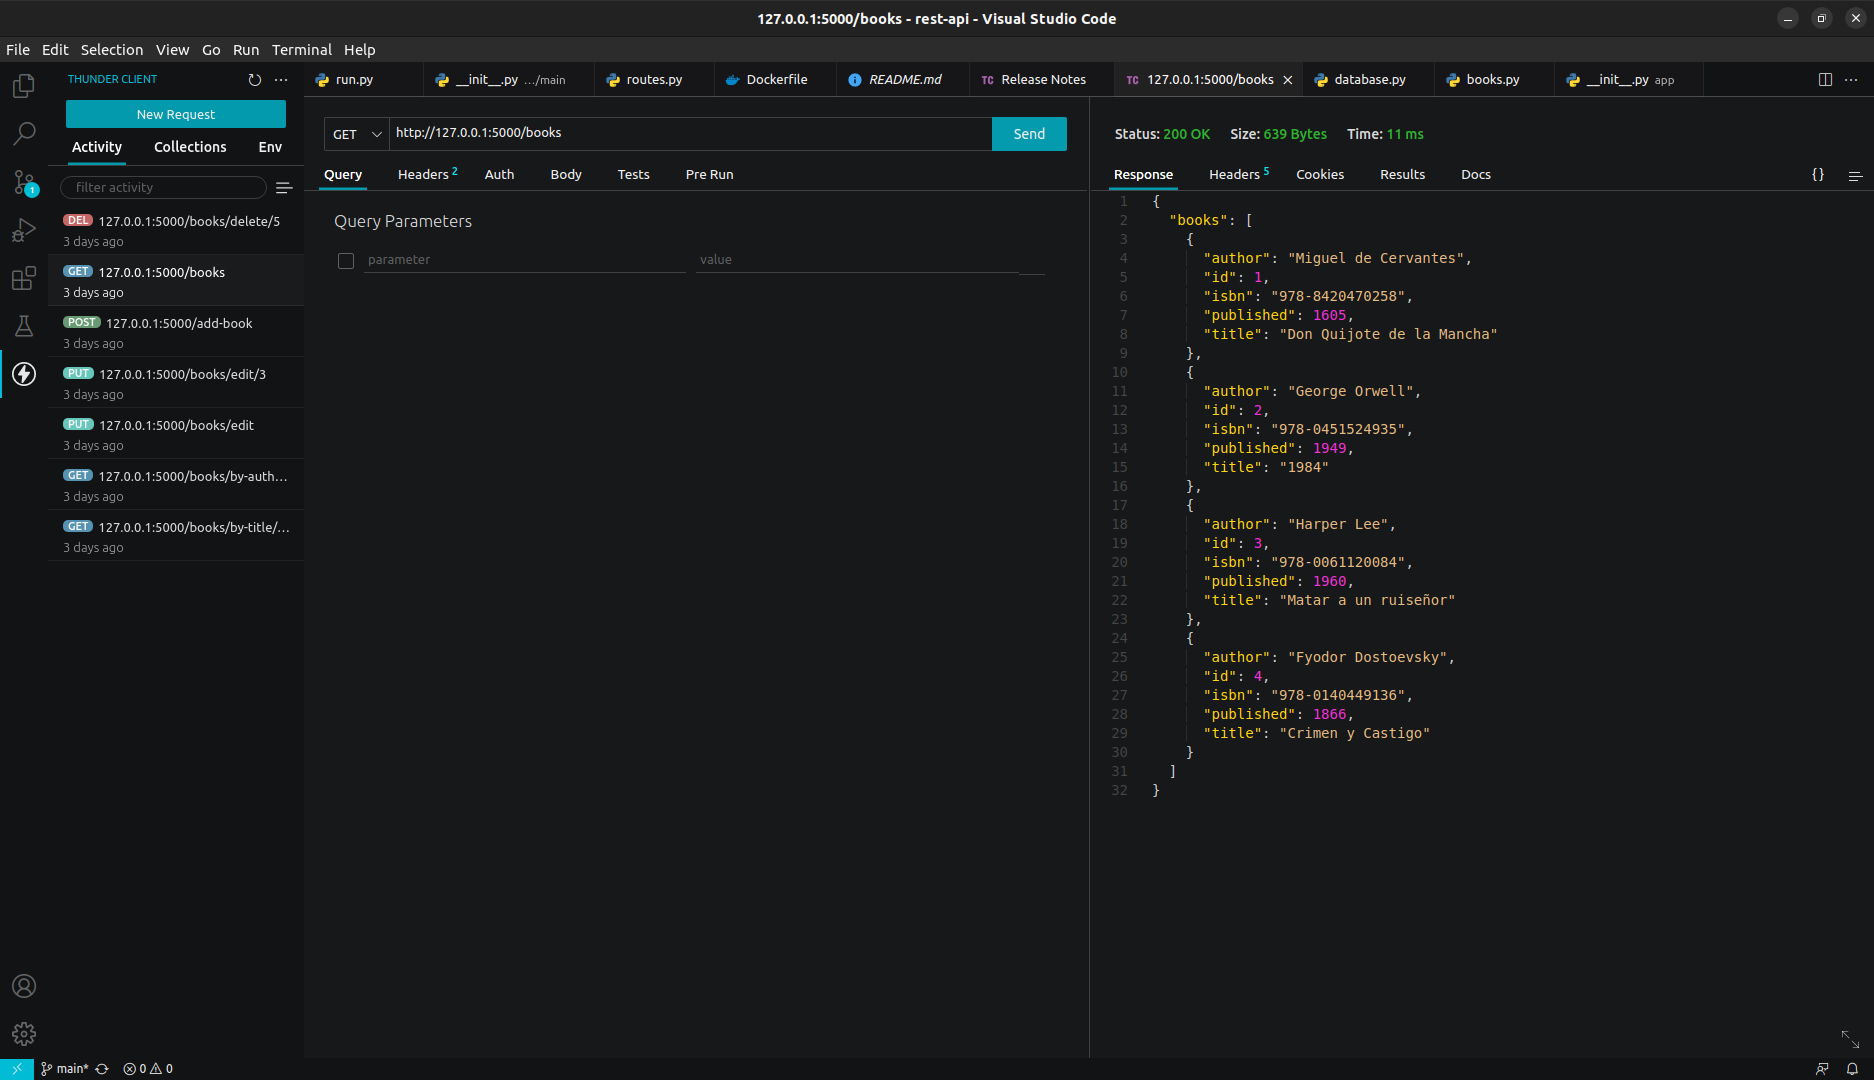 127.0.0.1:5000/books - rest-api - Visual Studio Code
File Edit Selection View Go Run Terminal Help
THUNDER CLIENT
New Request
Activity Collections Env
filter activity
DEL 127.0.0.1:5000/books/delete/5
3 days ago
GET 127.0.0.1:5000/books
3 days ago
POST 127.0.0.1:5000/add-book
3 days ago
PUT 127.0.0.1:5000/books/edit/3
3 days ago
PUT 127.0.0.1:5000/books/edit
3 days ago
GET 127.0.0.1:5000/books/by-auth...
3 days ago
GET 127.0.0.1:5000/books/by-title/...
3 days ago
run.py __init__.py .../main routes.py Dockerfile README.md TC Release Notes TC 127.0.0.1:5000/books database.py books.py __init__.py app
GET http://127.0.0.1:5000/books Send
Query Headers 2 Auth Body Tests Pre Run
Query Parameters
parameter value
Status: 200 OK Size: 639 Bytes Time: 11 ms
Response Headers 5 Cookies Results Docs {}
1 {
2 "books": [
3 {
4 "author": "Miguel de Cervantes",
5 "id": 1,
6 "isbn": "978-8420470258",
7 "published": 1605,
8 "title": "Don Quijote de la Mancha"
9 },
10 {
11 "author": "George Orwell",
12 "id": 2,
13 "isbn": "978-0451524935",
14 "published": 1949,
15 "title": "1984"
16 },
17 {
18 "author": "Harper Lee",
19 "id": 3,
20 "isbn": "978-0061120084",
21 "published": 1960,
22 "title": "Matar a un ruiseñor"
23 },
24 {
25 "author": "Fyodor Dostoevsky",
26 "id": 4,
27 "isbn": "978-0140449136",
28 "published": 1866,
29 "title": "Crimen y Castigo"
30 }
31 ]
32 }
1
main* 0 0